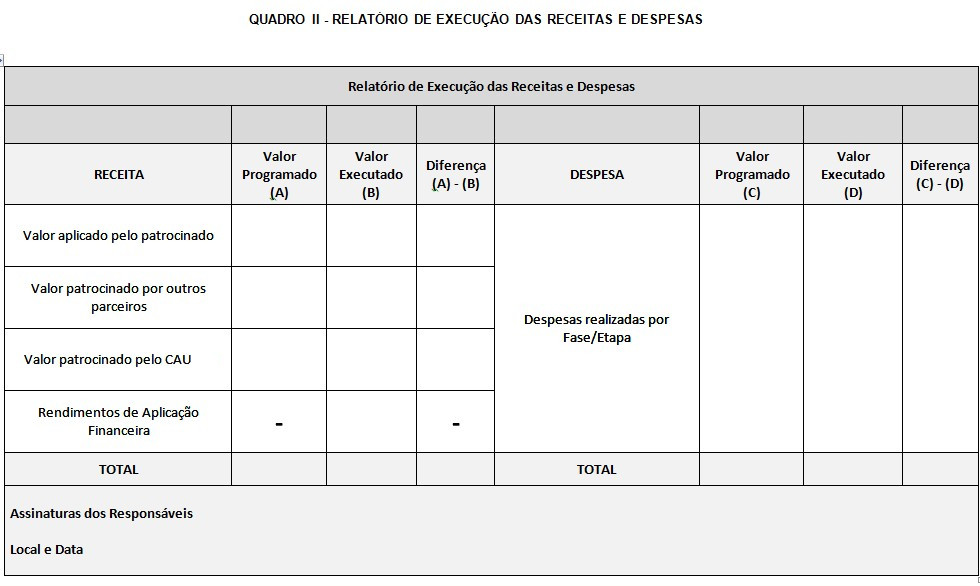 QUADRO II - RELATÓRIO DE EXECUÇÃO DAS RECEITAS E DESPESAS
Relatório de Execução das Receitas e Despesas
RECEITA
Valor
Programado
(A)
Valor
Executado
(B)
Diferença
(A) - (B)
DESPESA
Valor
Programado
(C)
Valor
Executado
(D)
Diferença
(C) - (D)
Valor aplicado pelo patrocinado
Valor patrocinado por outros
parceiros
Valor patrocinado pelo CAU
Rendimentos de Aplicação
Financeira
-
-
Despesas realizadas por
Fase/Etapa
TOTAL
TOTAL
Assinaturas dos Responsáveis
Local e Data